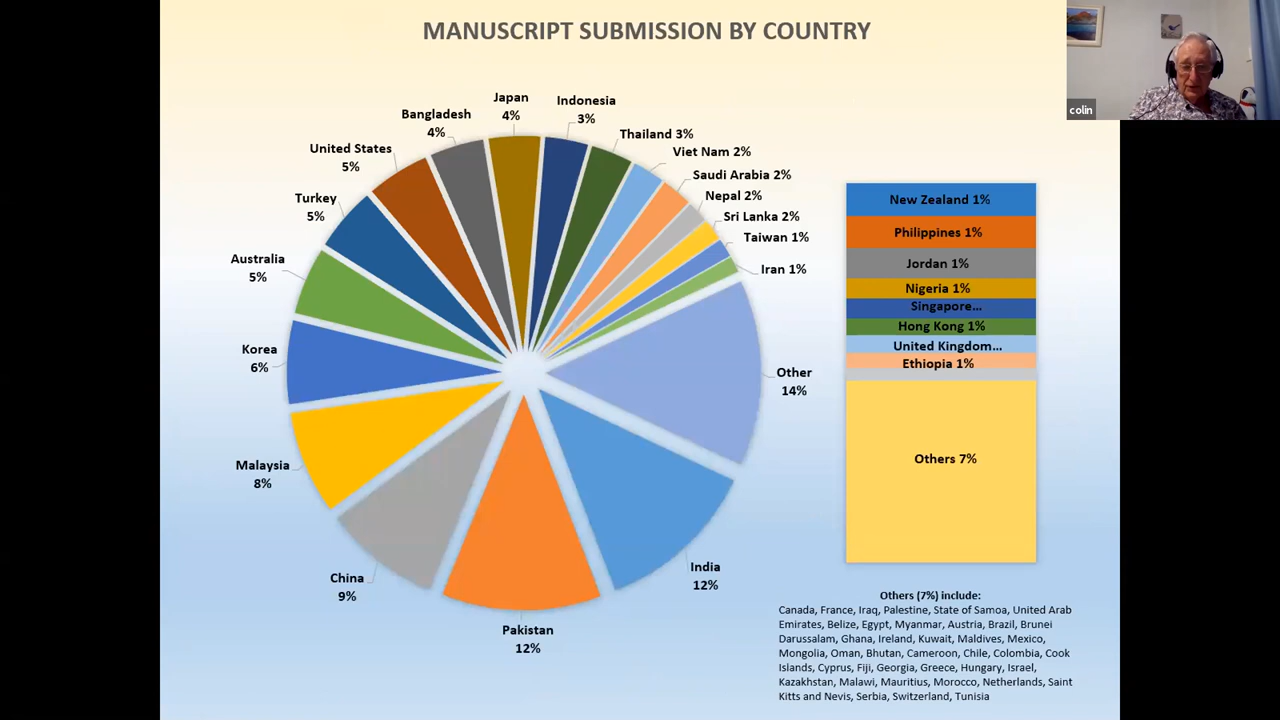 MANUSCRIPT SUBMISSION BY COUNTRY
colin
Japan
4%
Indonesia
3%
Bangladesh
4%
Thailand 3%
United States
5%
Viet Nam 2%
Saudi Arabia 2%
Nepal 2%
Turkey
5%
Sri Lanka 2%
Taiwan 1%
Australia
5%
Iran 1%
Korea
6%
Other
14%
Malaysia
8%
China
9%
India
12%
Pakistan
12%
New Zealand 1%
Philippines 1%
Jordan 1%
Nigeria 1%
Singapore...
Hong Kong 1%
United Kingdom...
Ethiopia 1%
Others 7%
Others (7%) include:
Canada, France, Iraq, Palestine, State of Samoa, United Arab
Emirates, Belize, Egypt, Myanmar, Austria, Brazil, Brunei
Darussalam, Ghana, Ireland, Kuwait, Maldives, Mexico,
Mongolia, Oman, Bhutan, Cameroon, Chile, Colombia, Cook
Islands, Cyprus, Fiji, Georgia, Greece, Hungary, Israel,
Kazakhstan, Malawi, Mauritius, Morocco, Netherlands, Saint
Kitts and Nevis, Serbia, Switzerland, Tunisia